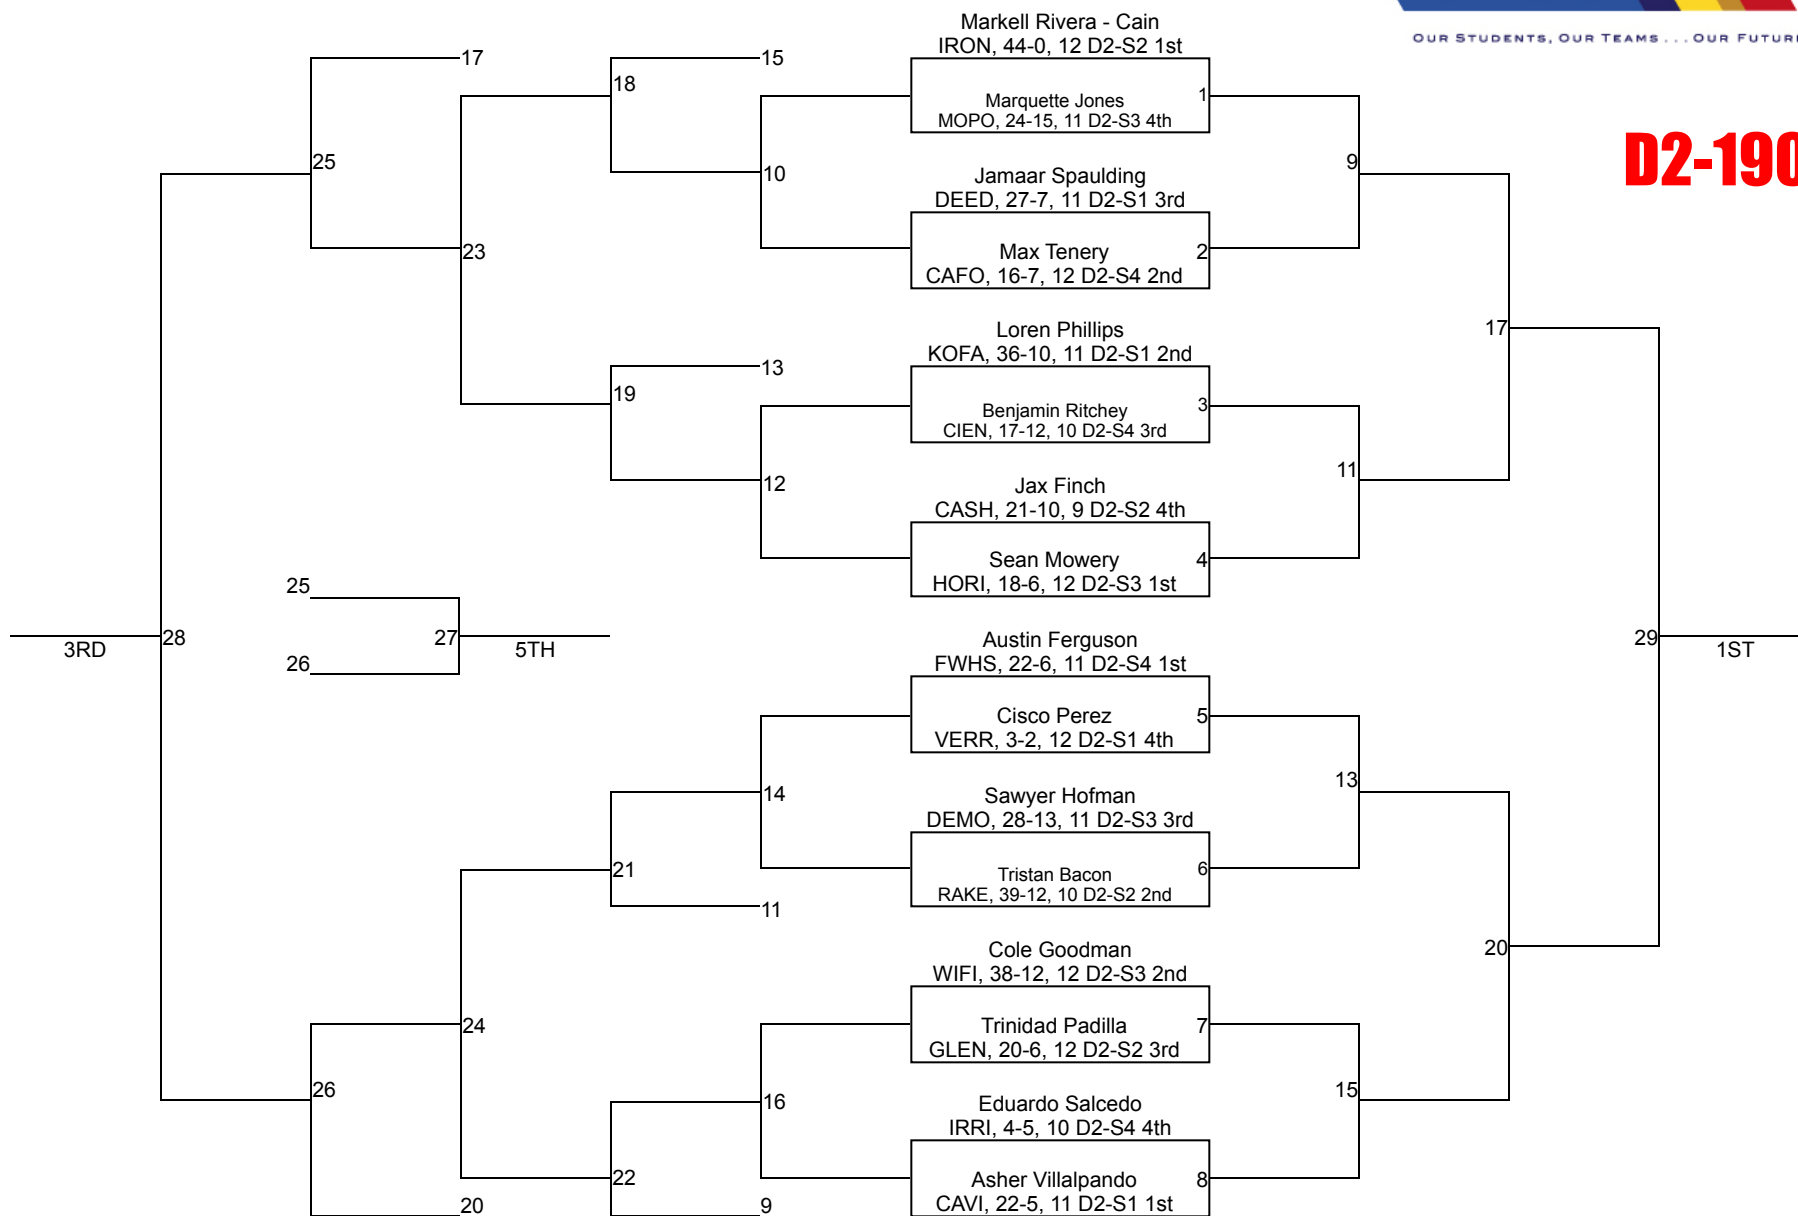 OUR STUDENTS, OUR TEAMS . . . OUR FUTURE
D2-190
Markell Rivera - Cain
IRON, 44-0, 12 D2-S2 1st
Marquette Jones
MOPO, 24-15, 11 D2-S3 4th
1
Jamaar Spaulding
DEED, 27-7, 11 D2-S1 3rd
Max Tenery
CAFO, 16-7, 12 D2-S4 2nd
2
Loren Phillips
KOFA, 36-10, 11 D2-S1 2nd
Benjamin Ritchey
CIEN, 17-12, 10 D2-S4 3rd
3
Jax Finch
CASH, 21-10, 9 D2-S2 4th
Sean Mowery
HORI, 18-6, 12 D2-S3 1st
4
Austin Ferguson
FWHS, 22-6, 11 D2-S4 1st
Cisco Perez
VERR, 3-2, 12 D2-S1 4th
5
Sawyer Hofman
DEMO, 28-13, 11 D2-S3 3rd
Tristan Bacon
RAKE, 39-12, 10 D2-S2 2nd
6
Cole Goodman
WIFI, 38-12, 12 D2-S3 2nd
Trinidad Padilla
GLEN, 20-6, 12 D2-S2 3rd
7
Eduardo Salcedo
IRRI, 4-5, 10 D2-S4 4th
Asher Villalpando
CAVI, 22-5, 11 D2-S1 1st
8
9
11
13
15
17
20
29
1ST
15
10
13
12
14
11
16
9
18
19
21
22
17
23
24
20
25
26
25
26
27
5TH
28
3RD